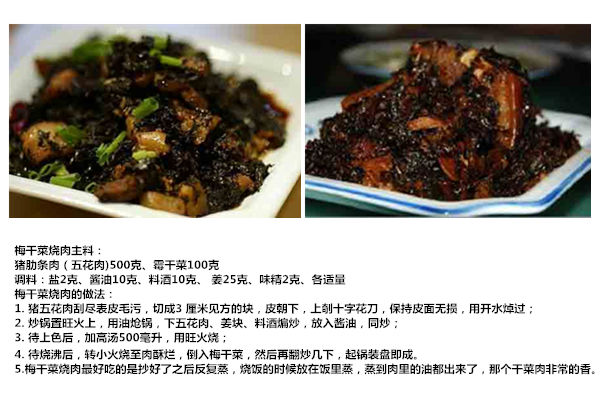 梅干菜烧肉主料：
猪肋条肉（五花肉)500克、霉干菜100克
调料：盐2克、酱油10克、料酒10克、 姜25克、味精2克、各适量
梅干菜烧肉的做法：
1. 猪五花肉刮尽表皮毛污，切成3 厘米见方的块，皮朝下，上剞十字花刀，保持皮面无损，用开水焯过；
2. 炒锅置旺火上，用油炝锅，下五花肉、姜块、料酒煸炒，放入酱油，同炒；
3. 待上色后，加高汤500毫升，用旺火烧；
4. 待烧沸后，转小火烧至肉酥烂，倒入梅干菜，然后再翻炒几下，起锅装盘即成。
5.梅干菜烧肉最好吃的是抄好了之后反复蒸，烧饭的时候放在饭里蒸，蒸到肉里的油都出来了，那个干菜肉非常的香。